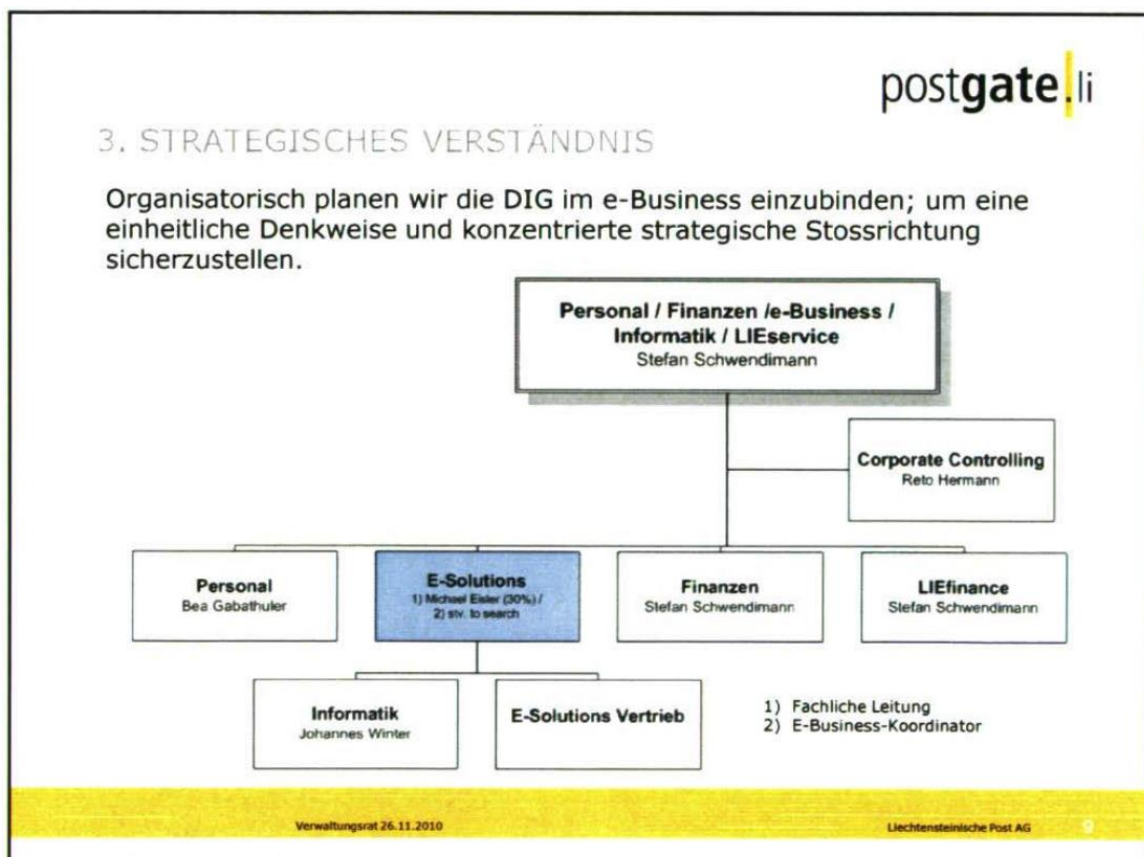 postgate.li
3. STRATEGISCHES VERSTÄNDNIS
Organisatorisch planen wir die DIG im e-Business einzubinden; um eine
einheitliche Denkweise und konzentrierte strategische Stossrichtung
sicherzustellen.
Personal / Finanzen /e-Business /
Informatik / LIEservice
Stefan Schwendimann
Corporate Controlling
Reto Hermann
Personal
Bea Gabathuler
E-Solutions
1) Michael Eisler (30%) /
2) stv. to search
Finanzen
Stefan Schwendimann
LIEfinance
Stefan Schwendimann
Informatik
Johannes Winter
E-Solutions Vertrieb
1) Fachliche Leitung
2) E-Business-Koordinator
Verwaltungsrat 26.11.2010
Liechtensteinische Post AG
9